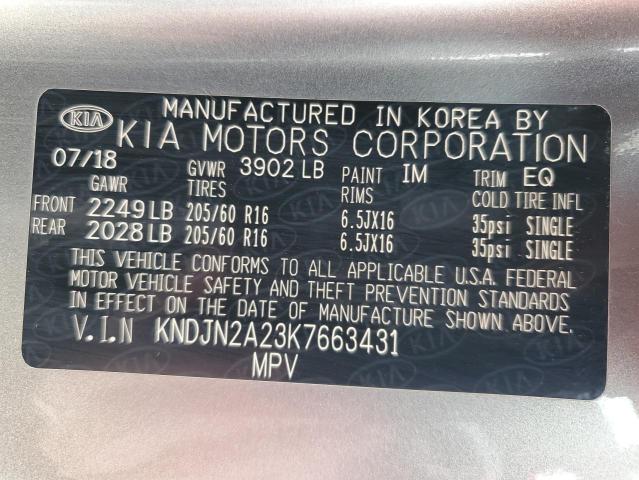 MANUFACTURED IN KOREA BY
KIA KIA MOTORS CORPORATION
07/18 GVWR 3902 LB PAINT IM TRIM EQ
GAWR TIRES RIMS COLD TIRE INFL
FRONT 2249 LB 205/60 R16 6.5JX16 35psi SINGLE
REAR 2028 LB 205/60 R16 6.5JX16 35psi SINGLE
THIS VEHICLE CONFORMS TO ALL APPLICABLE U.S.A. FEDERAL
MOTOR VEHICLE SAFETY AND THEFT PREVENTION STANDARDS
IN EFFECT ON THE DATE OF MANUFACTURE SHOWN ABOVE.
V.I.N KNDJN2A23K7663431
MPV